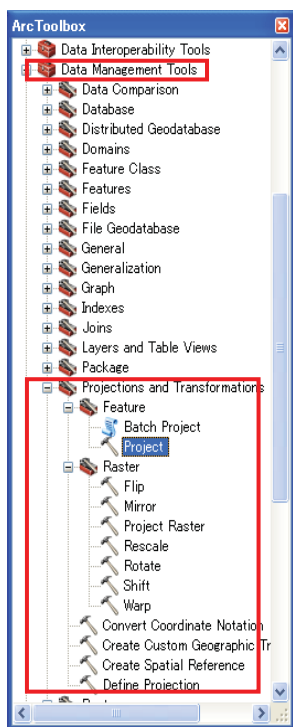 ArcToolbox
Data Interoperability Tools
Data Management Tools
Data Comparison
Database
Distributed Geodatabase
Domains
Feature Class
Features
Fields
File Geodatabase
General
Generalization
Graph
Indexes
Joins
Layers and Table Views
Package
Projections and Transformations
Feature
Batch Project
Project
Raster
Flip
Mirror
Project Raster
Rescale
Rotate
Shift
Warp
Convert Coordinate Notation
Create Custom Geographic Tr
Create Spatial Reference
Define Projection